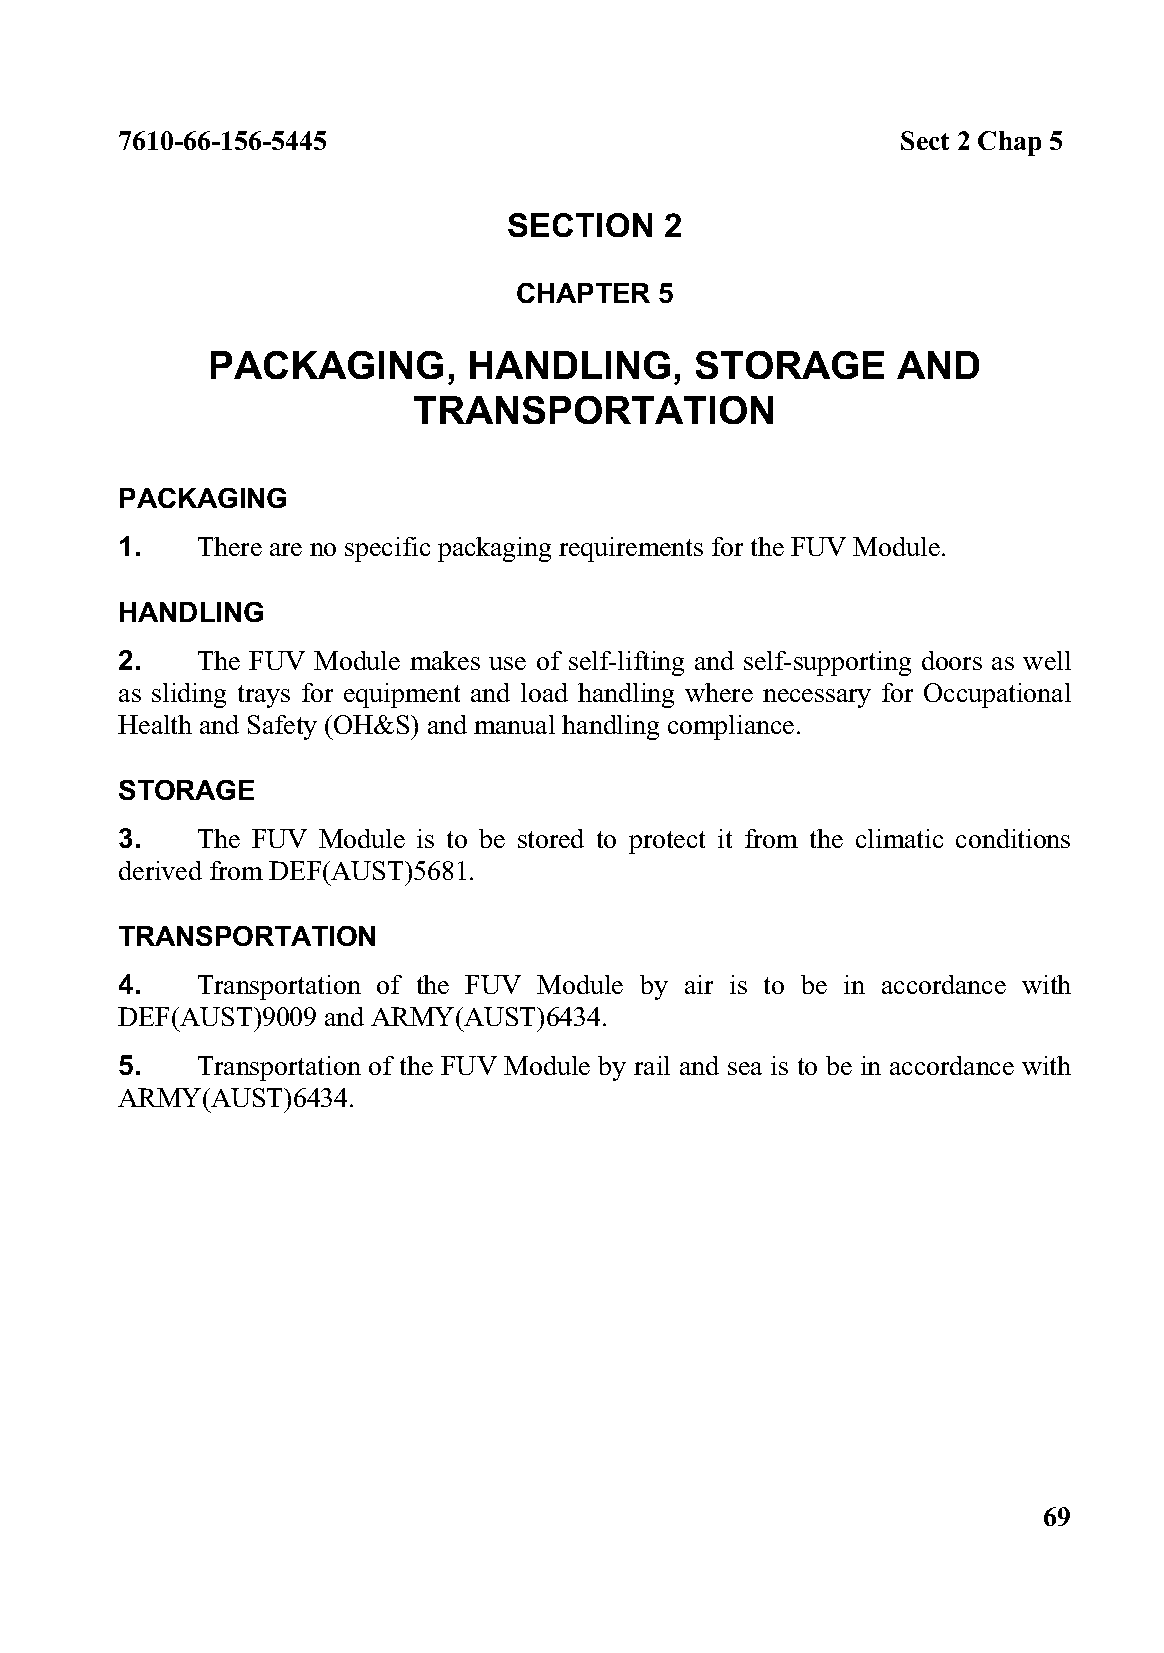 7610-66-156-5445 Sect 2 Chap 5
SECTION 2
CHAPTER 5
PACKAGING, HANDLING, STORAGE AND
TRANSPORTATION
PACKAGING
1. There are no specific packaging requirements for the FUV Module.
HANDLING
2. The FUV Module makes use of self-lifting and self-supporting doors as well
as sliding trays for equipment and load handling where necessary for Occupational
Health and Safety (OH&S) and manual handling compliance.
STORAGE
3. The FUV Module is to be stored to protect it from the climatic conditions
derived from DEF(AUST)5681.
TRANSPORTATION
4. Transportation of the FUV Module by air is to be in accordance with
DEF(AUST)9009 and ARMY(AUST)6434.
5. Transportation of the FUV Module by rail and sea is to be in accordance with
ARMY(AUST)6434.
69